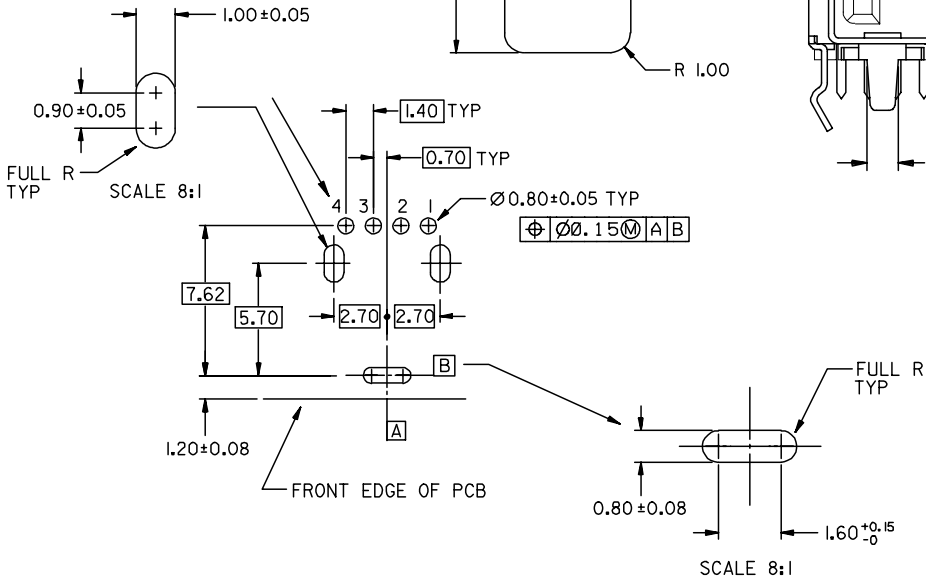 1.00±0.05
R 1.00
0.90±0.05
1.40 TYP
0.70 TYP
FULL R
TYP
SCALE 8:1
4 3 2 1
Ø0.80±0.05 TYP
⌖ Ø0.15Ⓜ A B
7.62
5.70
2.70 2.70
B
FULL R
TYP
A
1.20±0.08
FRONT EDGE OF PCB
0.80±0.08
1.60 +0.15 -0
SCALE 8:1